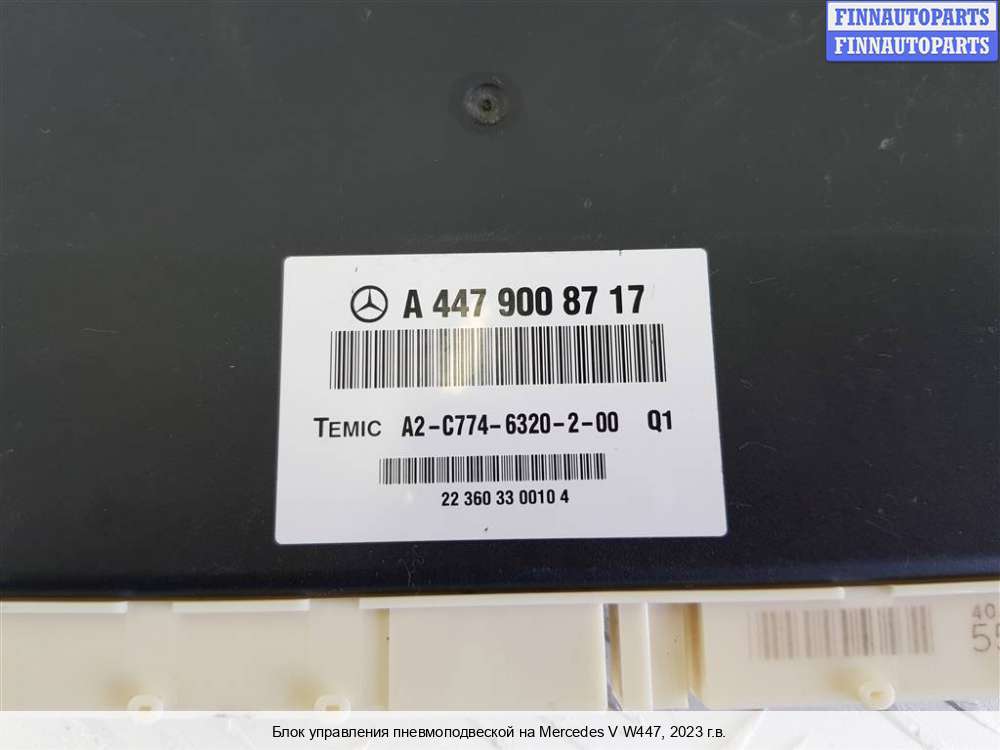 FINNAUTOPARTS
FINNAUTOPARTS
A 447 900 87 17
TEMIC A2-C774-6320-2-00 Q1
22 360 33 0010 4
40
Блок управления пневмоподвеской на Mercedes V W447, 2023 г.в.